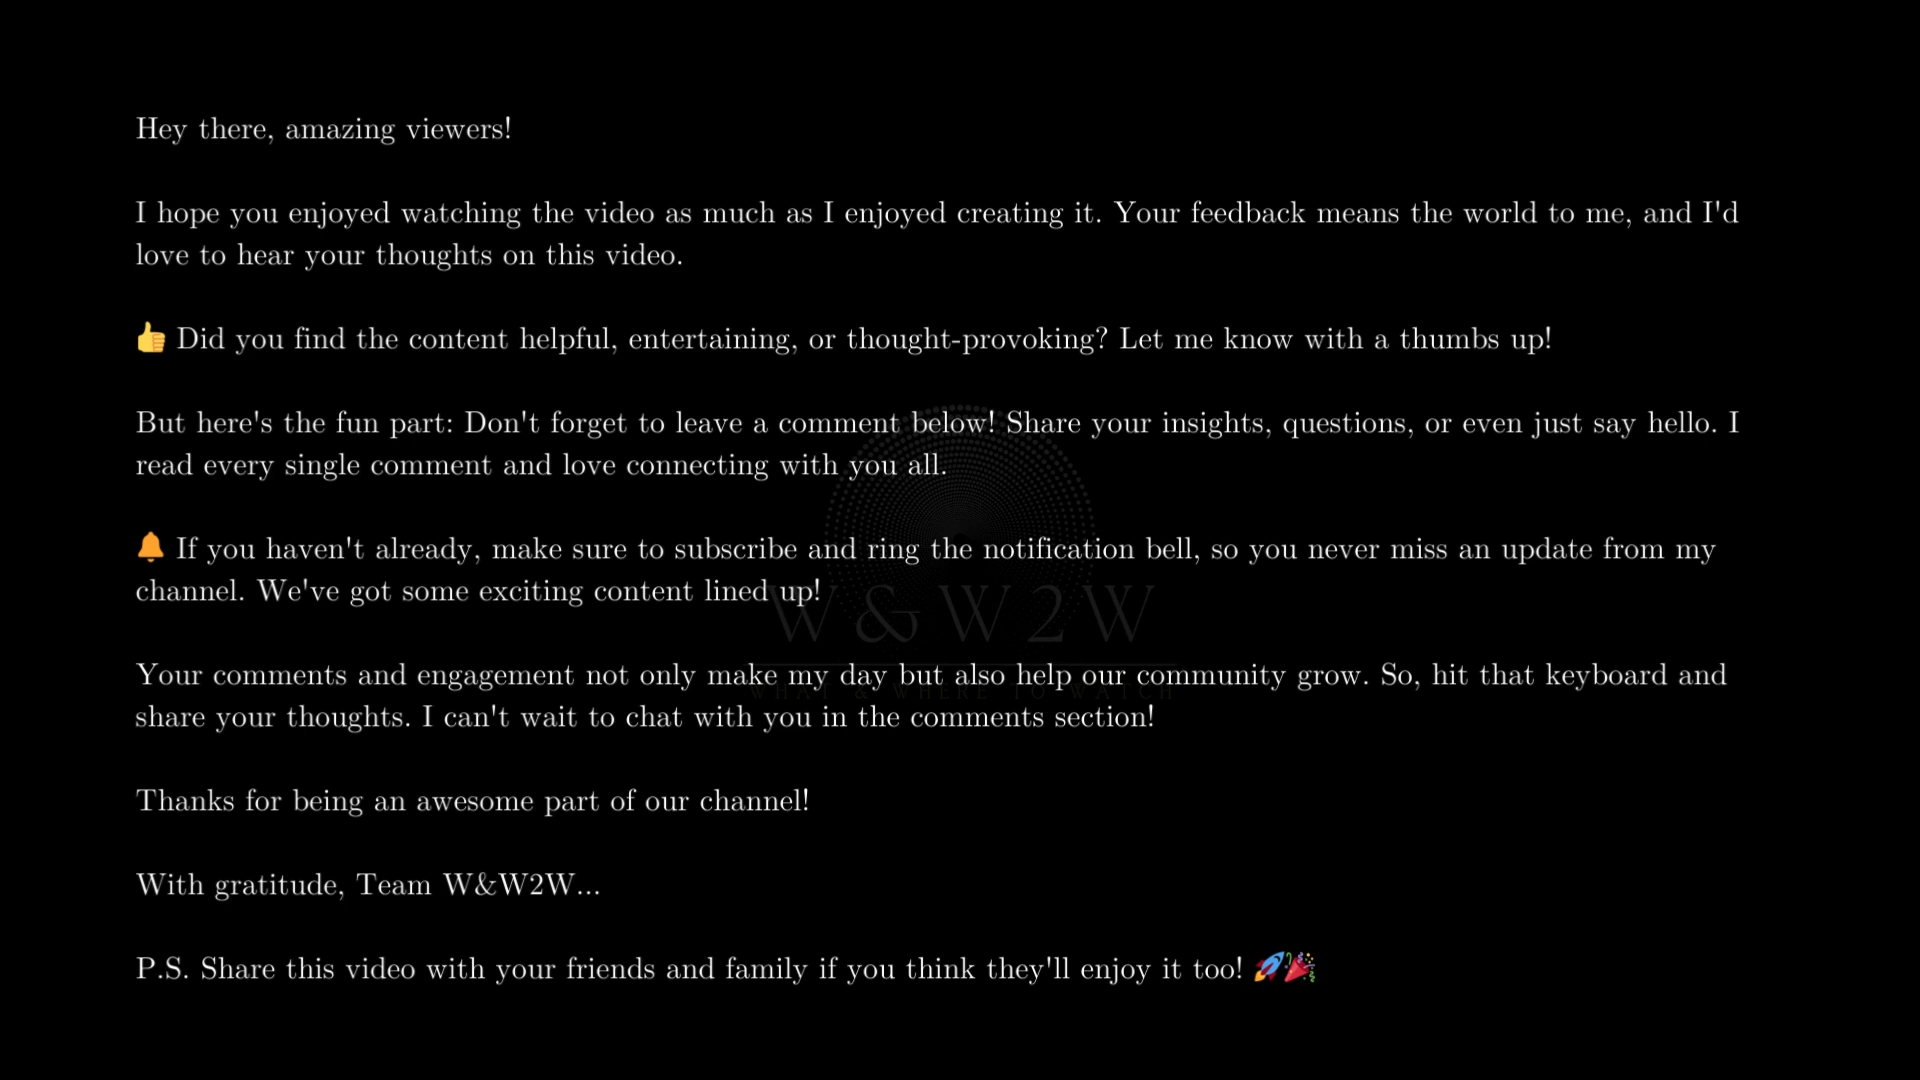 Hey there, amazing viewers!
I hope you enjoyed watching the video as much as I enjoyed creating it. Your feedback means the world to me, and I'd
love to hear your thoughts on this video.
👍 Did you find the content helpful, entertaining, or thought-provoking? Let me know with a thumbs up!
But here's the fun part: Don't forget to leave a comment below! Share your insights, questions, or even just say hello. I
read every single comment and love connecting with you all.
🔔 If you haven't already, make sure to subscribe and ring the notification bell, so you never miss an update from my
channel. We've got some exciting content lined up!
W&W2W
Your comments and engagement not only make my day but also help our community grow. So, hit that keyboard and
WHAT & WHERE TO WATCH
share your thoughts. I can't wait to chat with you in the comments section!
Thanks for being an awesome part of our channel!
With gratitude, Team W&W2W...
P.S. Share this video with your friends and family if you think they'll enjoy it too! 🚀🎉